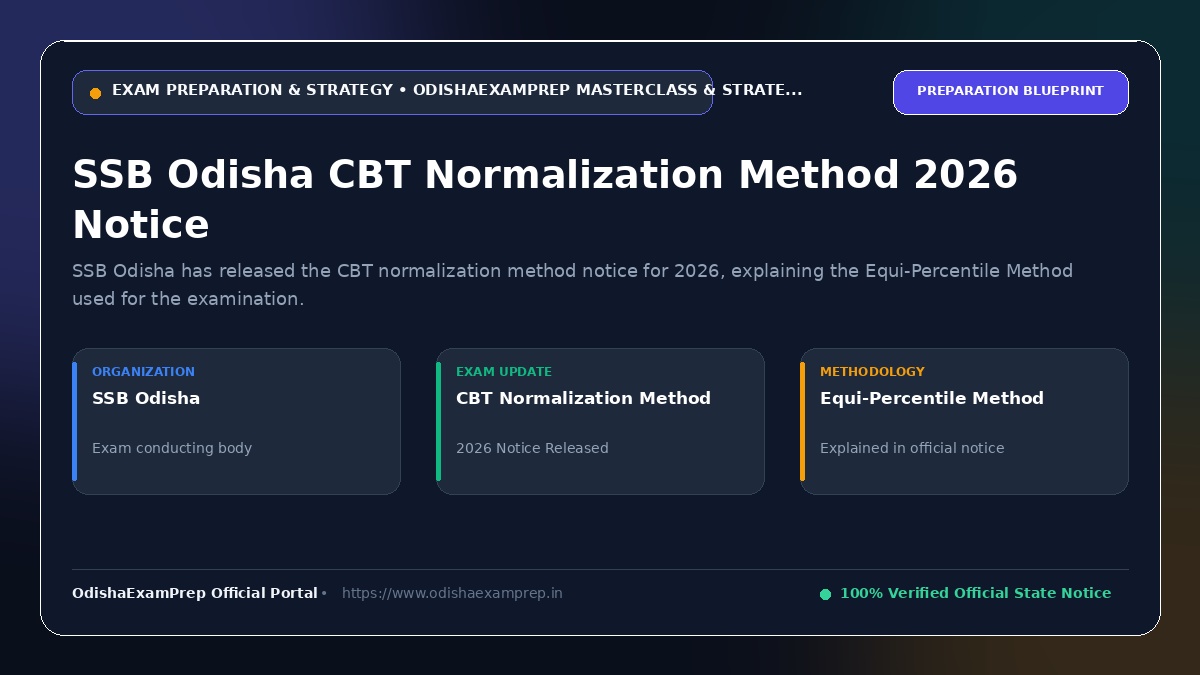 EXAM PREPARATION & STRATEGY • ODISHAEXAMPREP MASTERCLASS & STRATE...
PREPARATION BLUEPRINT
SSB Odisha CBT Normalization Method 2026
Notice
SSB Odisha has released the CBT normalization method notice for 2026, explaining the Equi-Percentile Method
used for the examination.
ORGANIZATION
SSB Odisha
Exam conducting body
EXAM UPDATE
CBT Normalization Method
2026 Notice Released
METHODOLOGY
Equi-Percentile Method
Explained in official notice
OdishaExamPrep Official Portal • https://www.odishaexamprep.in
100% Verified Official State Notice